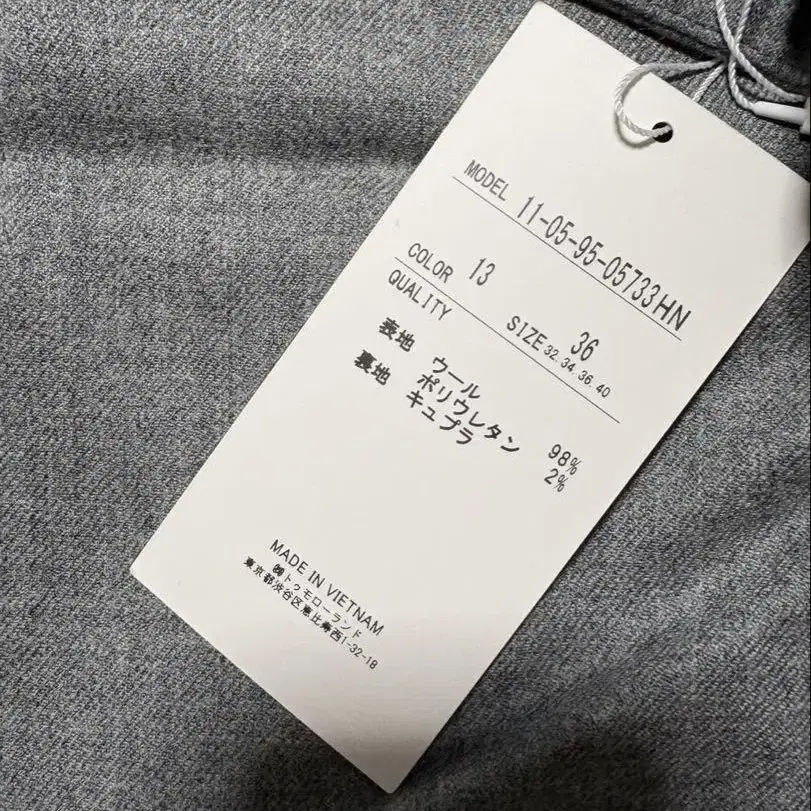 MODEL 11-05-95-05733HN
COLOR 13 SIZE 36
QUALITY 32.34.36.40
表地 ウール 98%
ポリウレタン 2%
裏地 キュプラ
MADE IN VIETNAM
㈱トゥモローランド
東京都渋谷区恵比寿西1-32-18